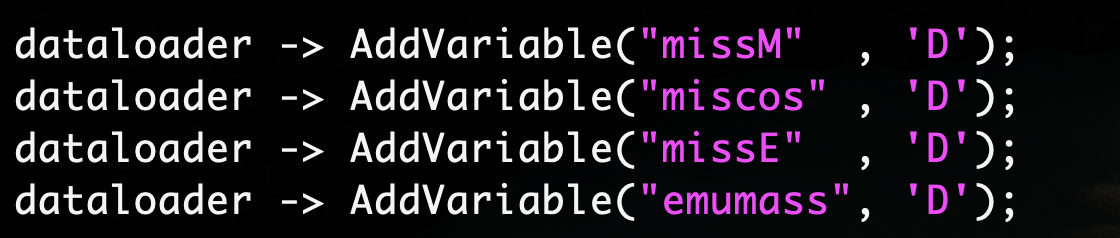 dataloader -> AddVariable("missM"  , 'D');
dataloader -> AddVariable("miscos" , 'D');
dataloader -> AddVariable("missE"  , 'D');
dataloader -> AddVariable("emumass", 'D');